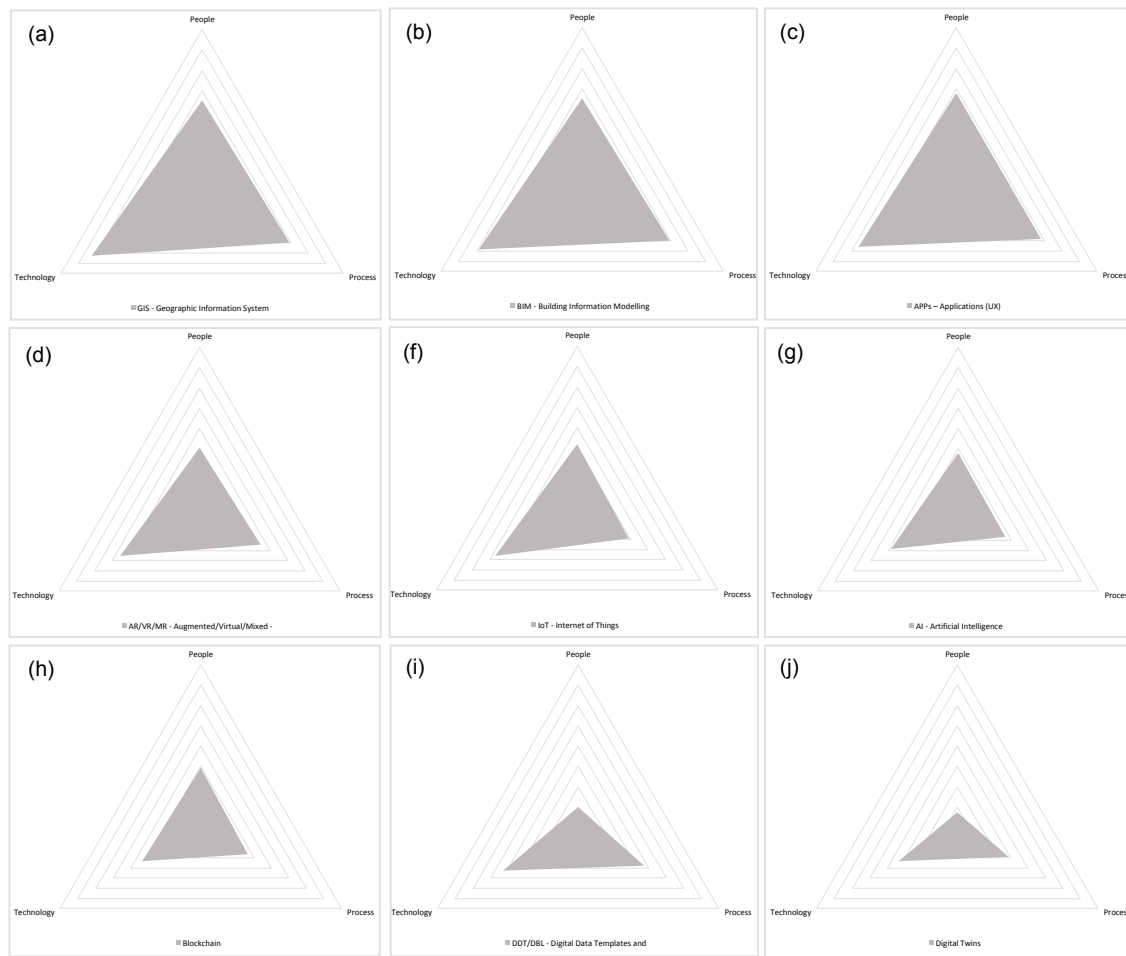 (a)
People
Technology
Process
GIS - Geographic Information System
(b)
People
Technology
Process
BIM - Building Information Modelling
(c)
People
Technology
Process
APPs – Applications (UX)
(d)
People
Technology
Process
AR/VR/MR - Augmented/Virtual/Mixed -
(f)
People
Technology
Process
IoT - Internet of Things
(g)
People
Technology
Process
AI - Artificial Intelligence
(h)
People
Technology
Process
Blockchain
(i)
People
Technology
Process
DDT/DBL - Digital Data Templates and
(j)
People
Technology
Process
Digital Twins